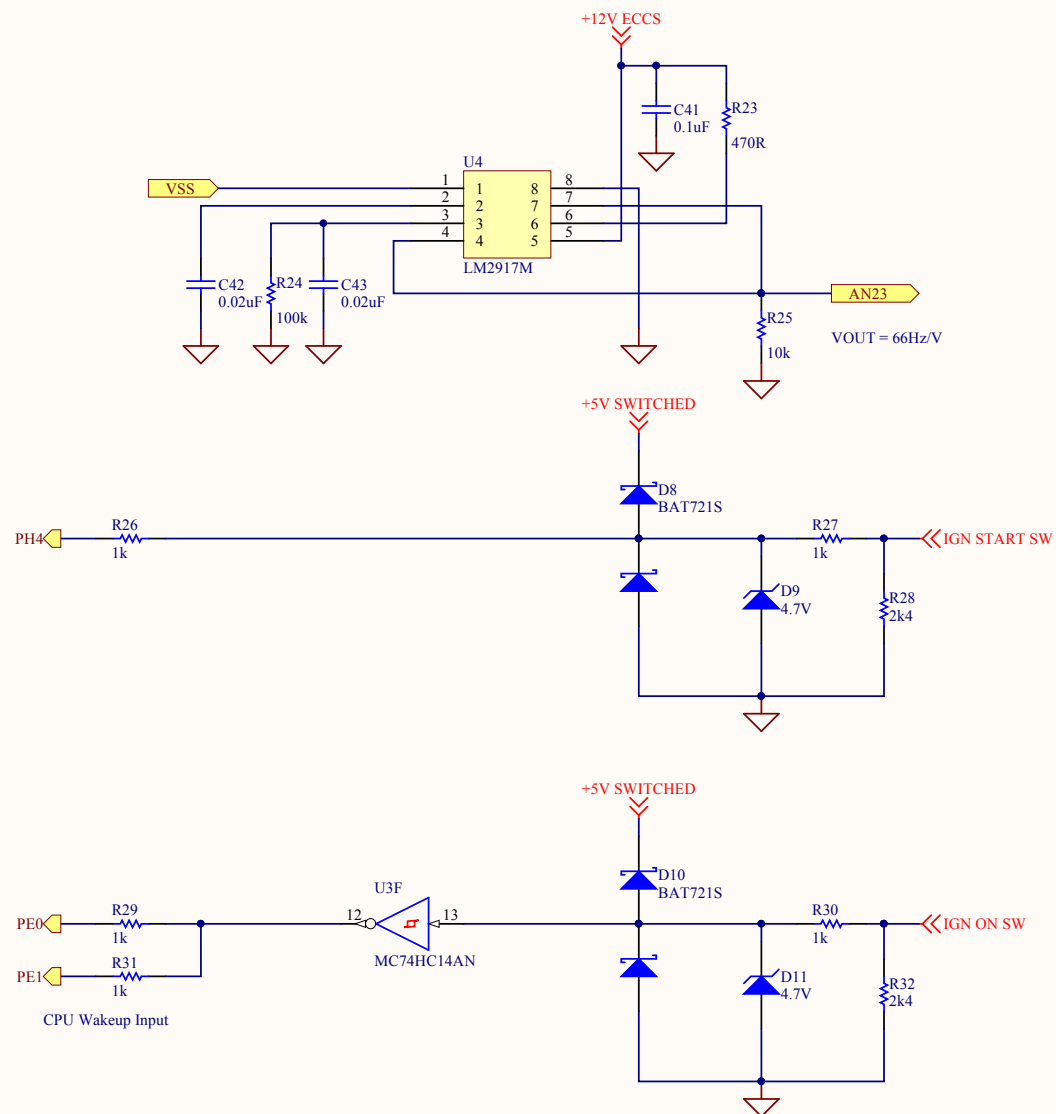 +12V ECCS
C41
0.1uF
R23
470R
U4
VSS
1
2
3
4
1
2
3
4
8
7
6
5
8
7
6
5
LM2917M
C42
0.02uF
R24
100k
C43
0.02uF
AN23
R25
10k
VOUT = 66Hz/V
+5V SWITCHED
D8
BAT721S
PH4
R26
1k
R27
1k
IGN START SW
D9
4.7V
R28
2k4
+5V SWITCHED
D10
BAT721S
U3F
12
13
MC74HC14AN
PE0
R29
1k
PE1
R31
1k
CPU Wakeup Input
R30
1k
IGN ON SW
D11
4.7V
R32
2k4